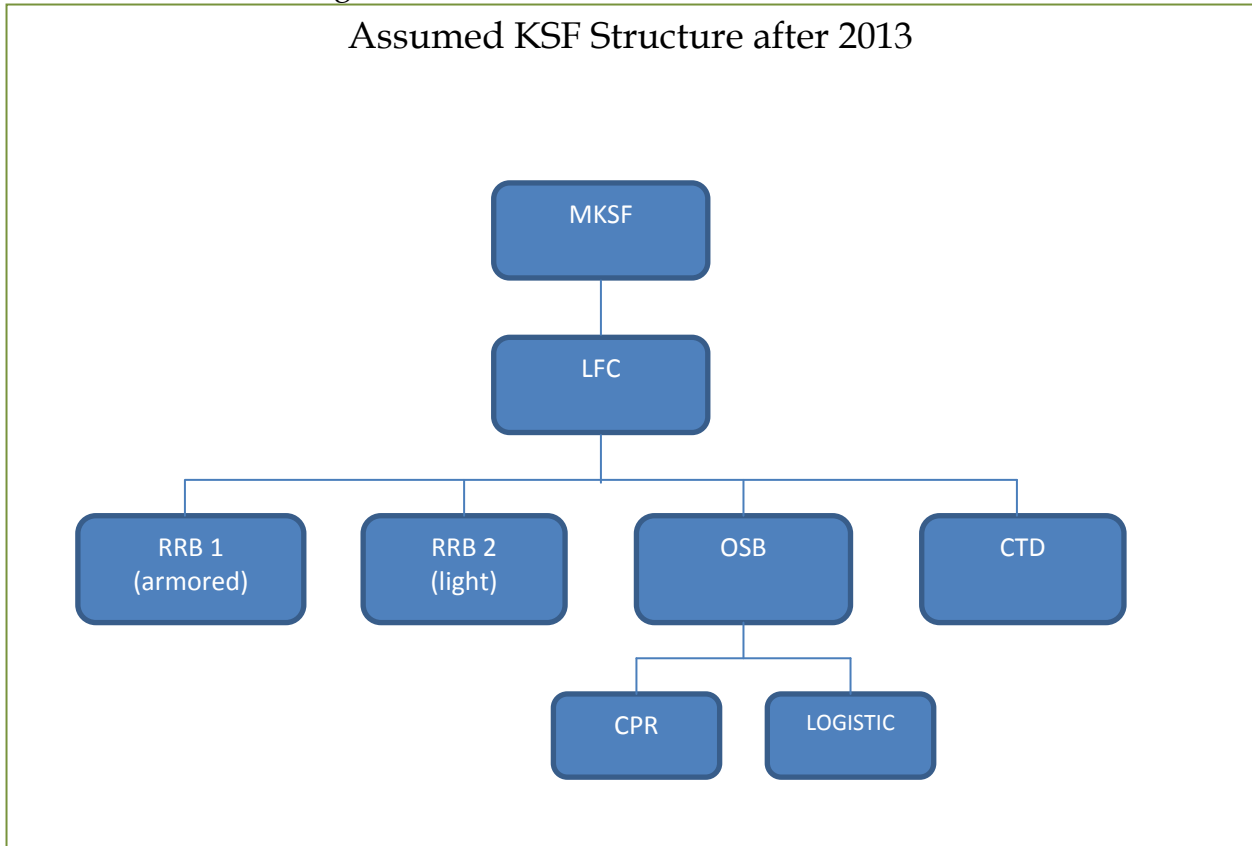 Assumed KSF Structure after 2013
MKSF
LFC
RRB 1
(armored)
RRB 2
(light)
OSB
CTD
CPR
LOGISTIC